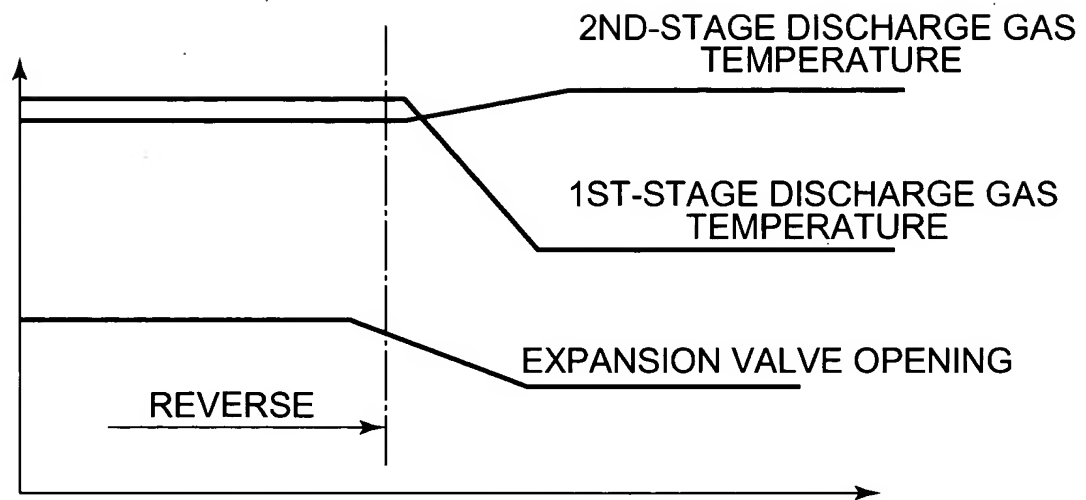 2ND-STAGE DISCHARGE GAS
TEMPERATURE
1ST-STAGE DISCHARGE GAS
TEMPERATURE
EXPANSION VALVE OPENING
REVERSE